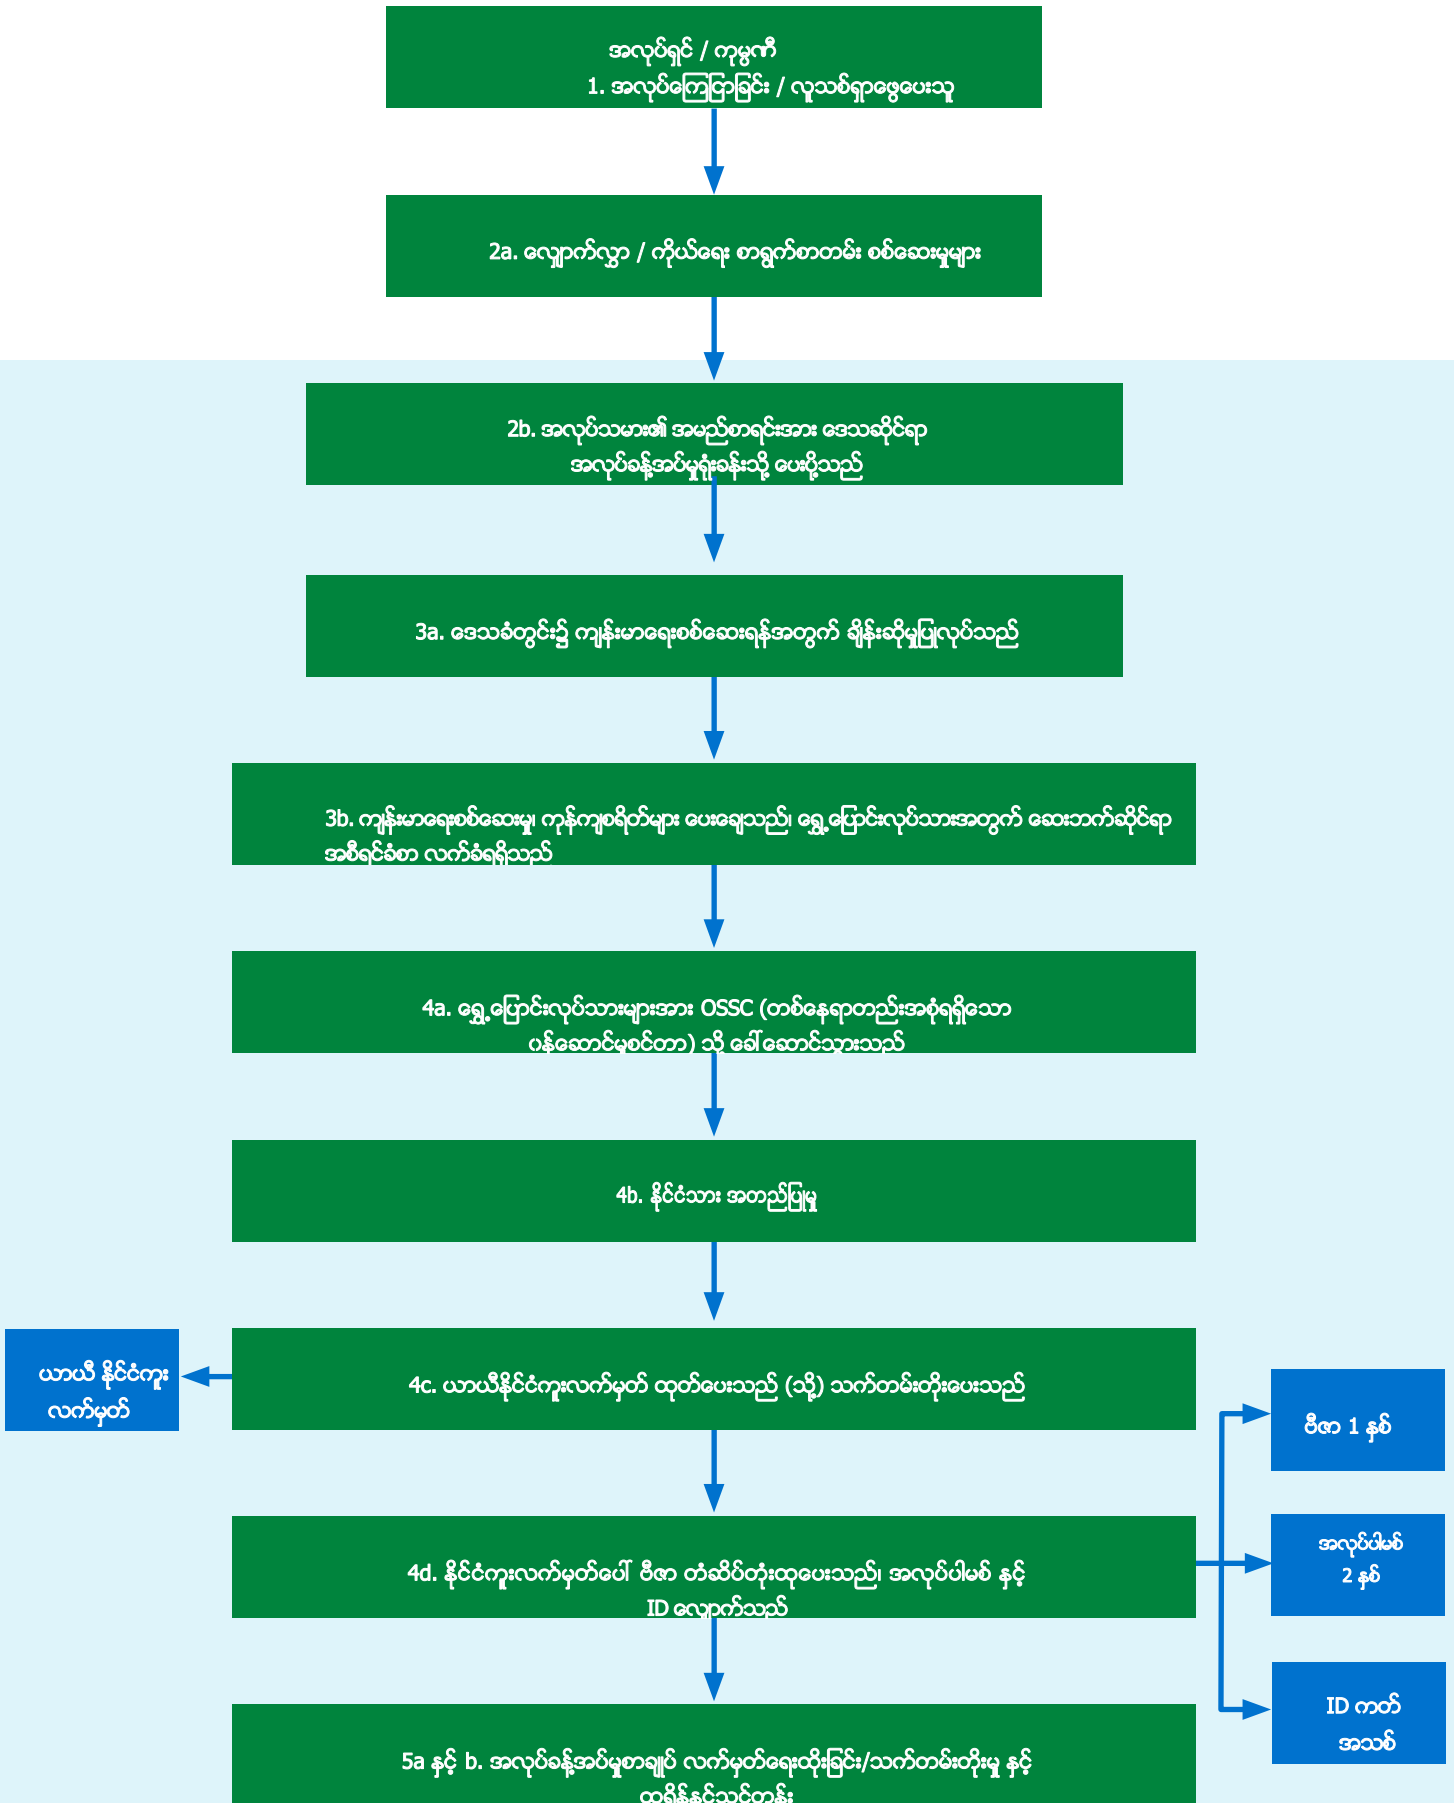 အလုပ်ရှင် / ကုမ္ပဏီ
1. အလုပ်ကြေငြာခြင်း / လူသစ်ရှာဖွေပေးသူ
2a. လျှောက်လွှာ / ကိုယ်ရေး စာရွက်စာတမ်း စစ်ဆေးမှုများ
2b. အလုပ်သမား၏ အမည်စာရင်းအား ဒေသဆိုင်ရာ
အလုပ်ခန့်အပ်မှုရုံးခန်းသို့ ပေးပို့သည်
3a. ဒေသခံတွင်း၌ ကျန်းမာရေးစစ်ဆေးရန်အတွက် ချိန်းဆိုမှုပြုလုပ်သည်
3b. ကျန်းမာရေးစစ်ဆေးမှု၊ ကုန်ကျစရိတ်များ ပေးချေသည်၊ ရွှေ့ပြောင်းလုပ်သားအတွက် ဆေးဘက်ဆိုင်ရာ
အစီရင်ခံစာ လက်ခံရရှိသည်
4a. ရွှေ့ပြောင်းလုပ်သားများအား OSSC (တစ်နေရာတည်းအစုံရရှိသော
ဝန်ဆောင်မှုစင်တာ) သို့ ခေါ်ဆောင်သွားသည်
4b. နိုင်ငံသား အတည်ပြုမှု
4c. ယာယီနိုင်ငံကူးလက်မှတ် ထုတ်ပေးသည် (သို့) သက်တမ်းတိုးပေးသည်
ယာယီ နိုင်ငံကူး
လက်မှတ်
ဗီဇာ 1 နှစ်
4d. နိုင်ငံကူးလက်မှတ်ပေါ် ဗီဇာ တံဆိပ်တုံးထုပေးသည်၊ အလုပ်ပါမစ် နှင့်
ID လျှောက်သည်
အလုပ်ပါမစ်
2 နှစ်
ID ကတ်
အသစ်
5a နှင့် b. အလုပ်ခန့်အပ်မှုစာချုပ် လက်မှတ်ရေးထိုးခြင်း/သက်တမ်းတိုးမှု နှင့်
ထရိန်နင်သင်တန်း